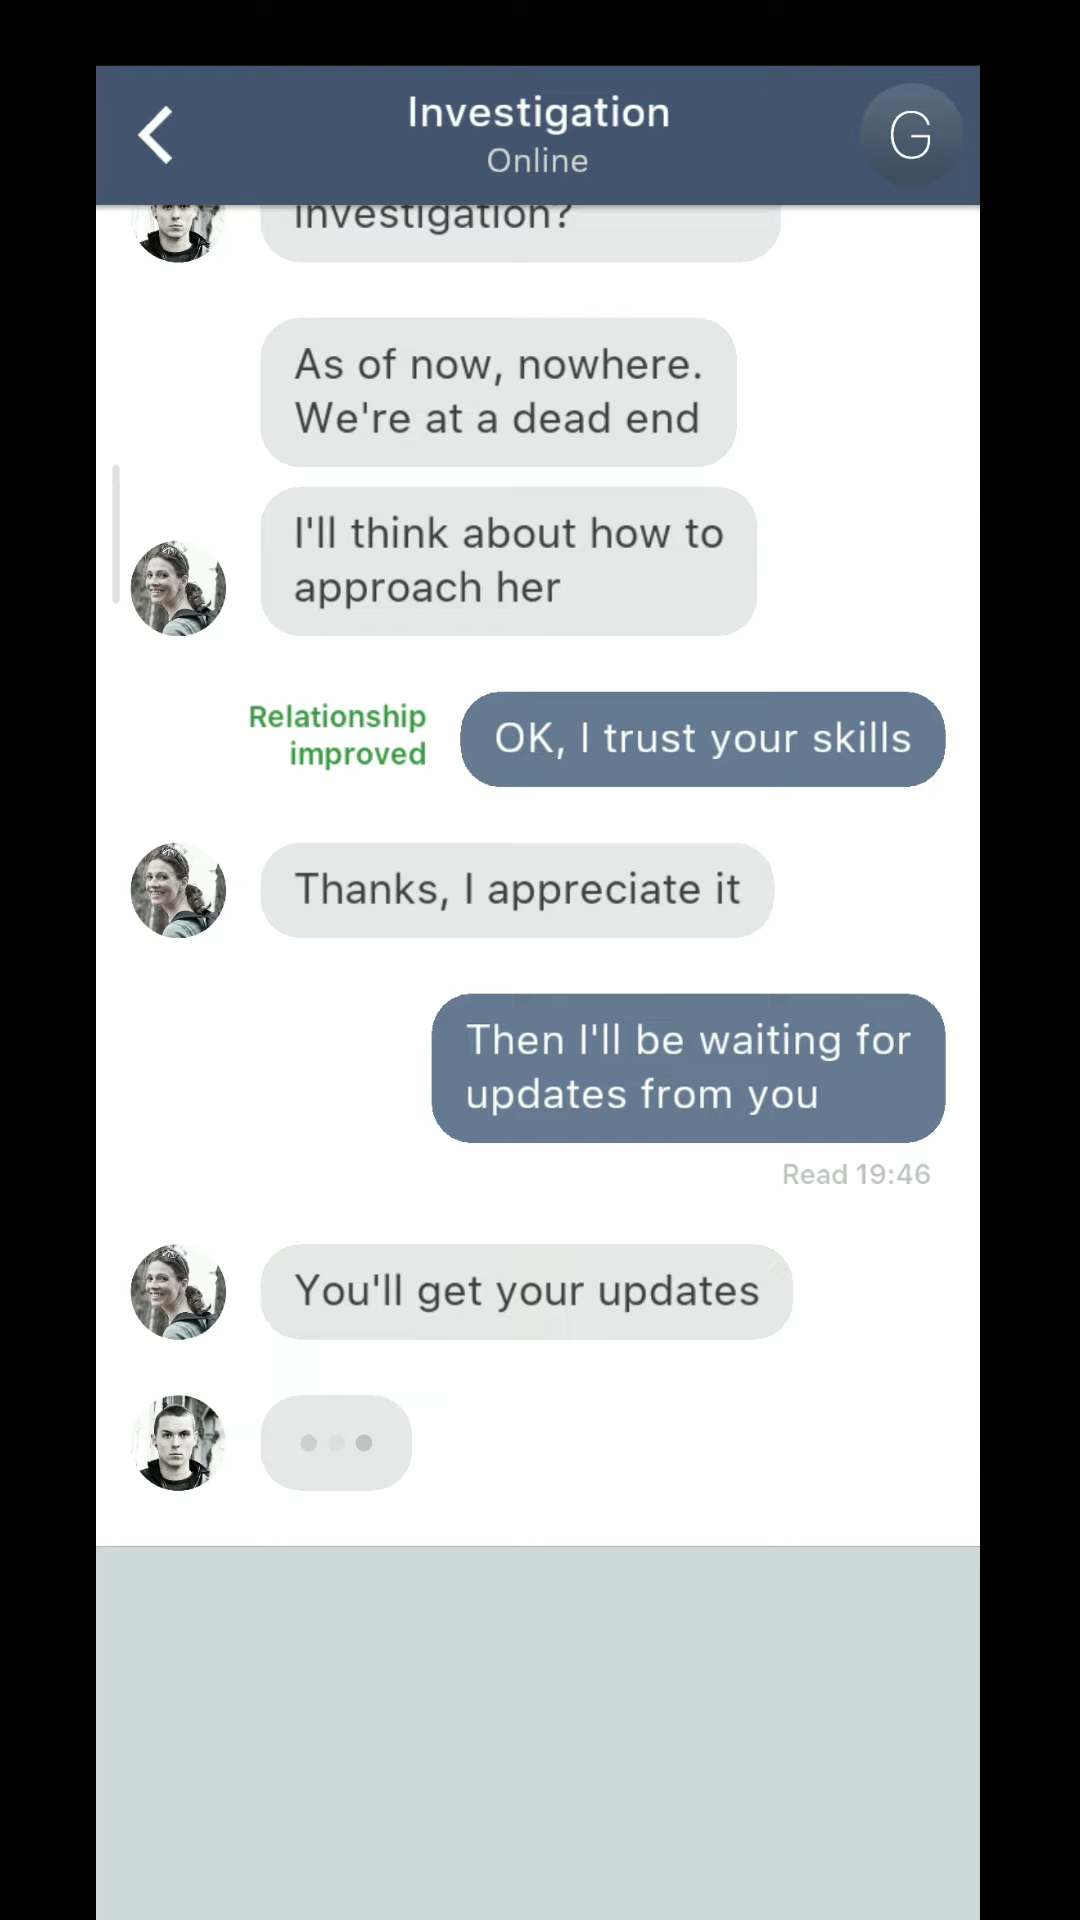 Investigation
Online
G
investigation?
As of now, nowhere.
We're at a dead end
I'll think about how to
approach her
Relationship
improved
OK, I trust your skills
Thanks, I appreciate it
Then I'll be waiting for
updates from you
Read 19:46
You'll get your updates